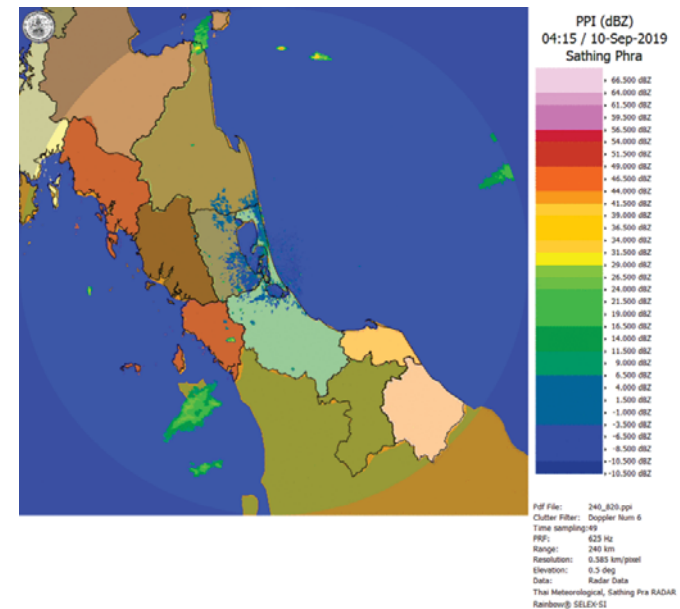 PPI (dBZ)
04:15 / 10-Sep-2019
Sathing Phra
66.500 dBZ
64.000 dBZ
61.500 dBZ
59.500 dBZ
56.500 dBZ
54.000 dBZ
51.500 dBZ
49.000 dBZ
46.500 dBZ
44.000 dBZ
41.500 dBZ
39.000 dBZ
36.500 dBZ
34.000 dBZ
31.500 dBZ
29.000 dBZ
26.500 dBZ
24.000 dBZ
21.500 dBZ
19.000 dBZ
16.500 dBZ
14.000 dBZ
11.500 dBZ
9.000 dBZ
6.500 dBZ
4.000 dBZ
1.500 dBZ
-1.000 dBZ
-3.500 dBZ
-6.500 dBZ
-8.500 dBZ
-10.500 dBZ
-10.500 dBZ
Pdf File: 240_820.ppi
Clutter Filter: Doppler Num 6
Time sampling:49
PRF: 625 Hz
Range: 240 km
Resolution: 0.585 km/pixel
Elevation: 0.5 deg
Data: Radar Data
Thai Meteorological, Sathing Pra RADAR
Rainbow® SELEX-SI